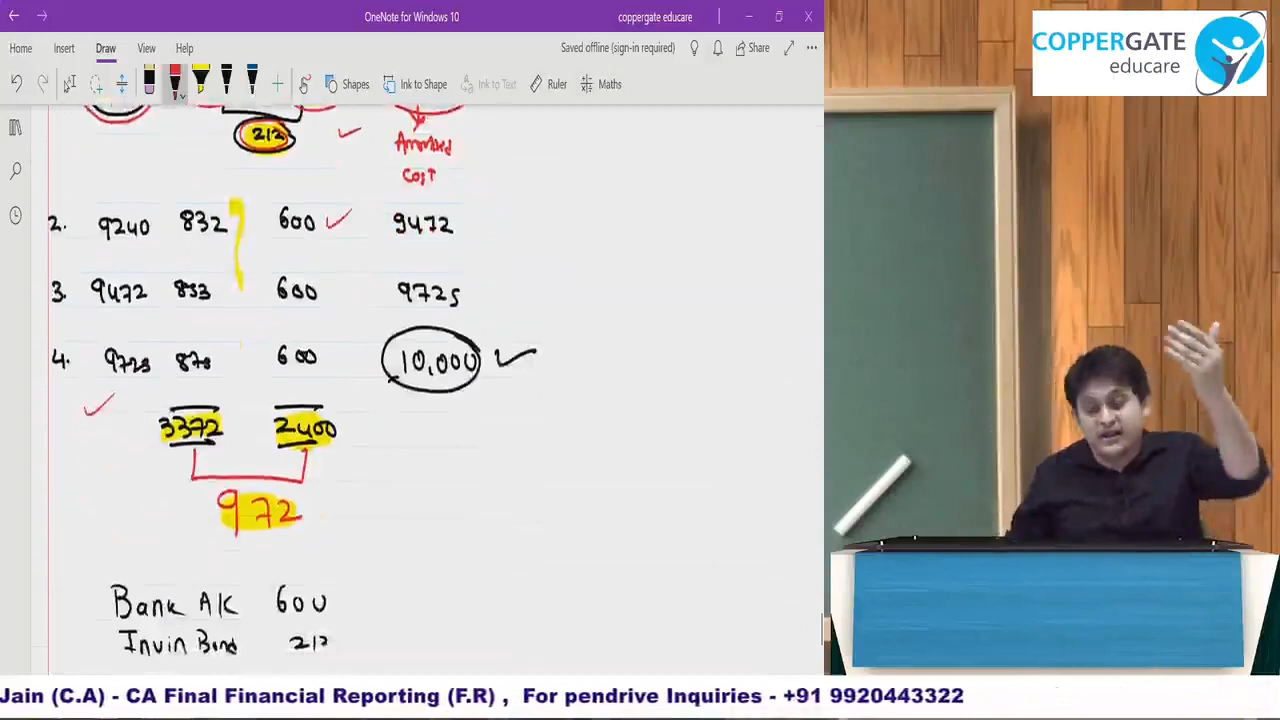 OneNote for Windows 10
coppergate educare
Home Insert Draw View Help
Saved offline (sign-in required)
Share
Shapes
Ink to Shape
Ink to Text
Ruler
Maths
COPPERGATE
educare
212
Amortised
Cost
2. 9240 832 600 9472
3. 9472 853 600 9725
4. 9725 875 600 10,000
3372 2400
972
Bank A/c 600
Inv in Bond 212
Jain (C.A) - CA Final Financial Reporting (F.R) , For pendrive Inquiries - +91 9920443322